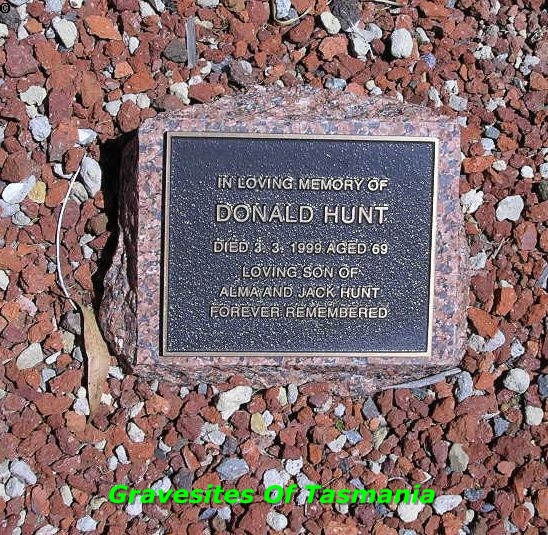 ©
IN LOVING MEMORY OF
DONALD HUNT
DIED 3. 3. 1999 AGED 69
LOVING SON OF
ALMA AND JACK HUNT
FOREVER REMEMBERED
Gravesites Of Tasmania